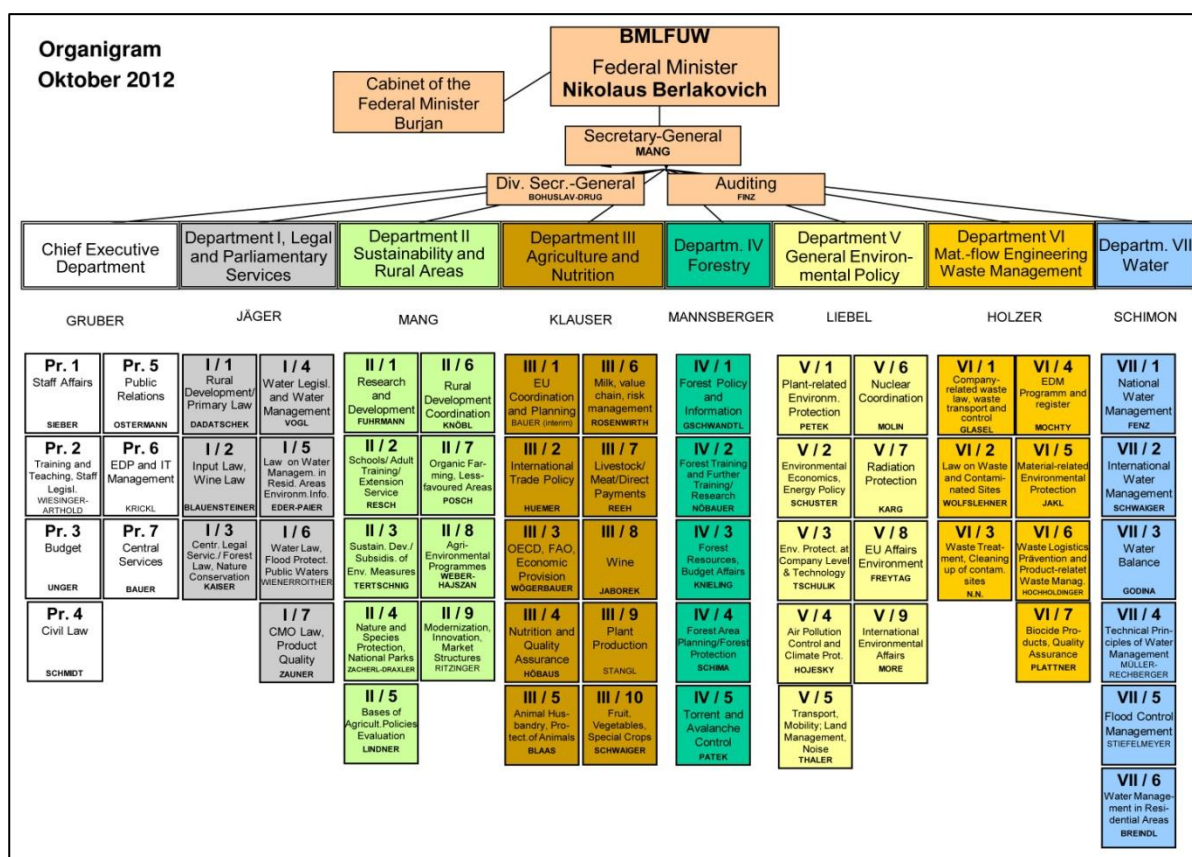 Organigram
Oktober 2012
BMLFUW
Federal Minister
Nikolaus Berlakovich
Cabinet of the
Federal Minister
Burjan
Secretary-General
MANG
Div. Secr.-General
BOHUSLAV-DRUG
Auditing
FINZ
Chief Executive
Department
Department I, Legal
and Parliamentary
Services
Department II
Sustainability and
Rural Areas
Department III
Agriculture and
Nutrition
Departm. IV
Forestry
Department V
General Environ-
mental Policy
Department VI
Mat.-flow Engineering
Waste Management
Departm. VII
Water
GRUBER
JÄGER
MANG
KLAUSER
MANNSBERGER
LIEBEL
HOLZER
SCHIMON
Pr. 1
Staff Affairs
SIEBER
Pr. 2
Training and
Teaching, Staff
Legisl.
WIESINGER-
ARTHOLD
Pr. 3
Budget
UNGER
Pr. 4
Civil Law
SCHMIDT
Pr. 5
Public
Relations
OSTERMANN
Pr. 6
EDP and IT
Management
KRICKL
Pr. 7
Central
Services
BAUER
I / 1
Rural
Development/
Primary Law
DADATSCHEK
I / 2
Input Law,
Wine Law
BLAUENSTEINER
I / 3
Centr. Legal
Servic./ Forest
Law, Nature
Conservation
KAISER
I / 4
Water Legisl.
and Water
Management
VOGL
I / 5
Law on Water
Managem. in
Resid. Areas
Environm.Info.
EDER-PAIER
I / 6
Water Law,
Flood Protect.
Public Waters
WIENERROITHER
I / 7
CMO Law,
Product
Quality
ZAUNER
II / 1
Research
and
Development
FUHRMANN
II / 2
Schools/ Adult
Training/
Extension
Service
RESCH
II / 3
Sustain. Dev./
Subsidis. of
Env. Measures
TERTSCHNIG
II / 4
Nature and
Species
Protection,
National Parks
ZACHERL-DRAXLER
II / 5
Bases of
Agricult.Policies
Evaluation
LINDNER
II / 6
Rural
Development
Coordination
KNÖBL
II / 7
Organic Far-
ming, Less-
favoured Areas
POSCH
II / 8
Agri-
Environmental
Programmes
WEBER-
HAJSZAN
II / 9
Modernization,
Innovation,
Market
Structures
RITZINGER
III / 1
EU
Coordination
and Planning
BAUER (interim)
III / 2
International
Trade Policy
HUEMER
III / 3
OECD, FAO,
Economic
Provision
WÖGERBAUER
III / 4
Nutrition and
Quality
Assurance
HÖBAUS
III / 5
Animal Hus-
bandry, Pro-
tect.of Animals
BLAAS
III / 6
Milk, value
chain, risk
management
ROSENWIRTH
III / 7
Livestock/
Meat/Direct
Payments
REEH
III / 8
Wine
JABOREK
III / 9
Plant
Production
STANGL
III / 10
Fruit,
Vegetables,
Special Crops
SCHWAIGER
IV / 1
Forest Policy
and
Information
GSCHWANDTL
IV / 2
Forest Training
and Further
Training/
Research
NÖBAUER
IV / 3
Forest
Resources,
Budget Affairs
KNIELING
IV / 4
Forest Area
Planning/Forest
Protection
SCHIMA
IV / 5
Torrent and
Avalanche
Control
PATEK
V / 1
Plant-related
Environm.
Protection
PETEK
V / 2
Environmental
Economics,
Energy Policy
SCHUSTER
V / 3
Env. Protect. at
Company Level
& Technology
TSCHULIK
V / 4
Air Pollution
Control and
Climate Prot.
HOJESKY
V / 5
Transport,
Mobility; Land
Management,
Noise
THALER
V / 6
Nuclear
Coordination
MOLIN
V / 7
Radiation
Protection
KARG
V / 8
EU Affairs
Environment
FREYTAG
V / 9
International
Environmental
Affairs
MORE
VI / 1
Company-
related waste
law, waste
transport and
control
GLASEL
VI / 2
Law on Waste
and Contami-
nated Sites
WOLFSLEHNER
VI / 3
Waste Treat-
ment, Cleaning
up of contam.
sites
N.N.
VI / 4
EDM
Programm and
register
MOCHTY
VI / 5
Material-related
Environmental
Protection
JAKL
VI / 6
Waste Logistics
Prévention and
Product-relatet
Waste Manag.
HOCHHOLDINGER
VI / 7
Biocide Pro-
ducts, Quality
Assurance
PLATTNER
VII / 1
National
Water
Management
FENZ
VII / 2
International
Water
Management
SCHWAIGER
VII / 3
Water
Balance
GODINA
VII / 4
Technical Prin-
ciples of Water
Management
MÜLLER-
RECHBERGER
VII / 5
Flood Control
Management
STIEFELMEYER
VII / 6
Water Manage-
ment in Resi-
dential Areas
BREINDL